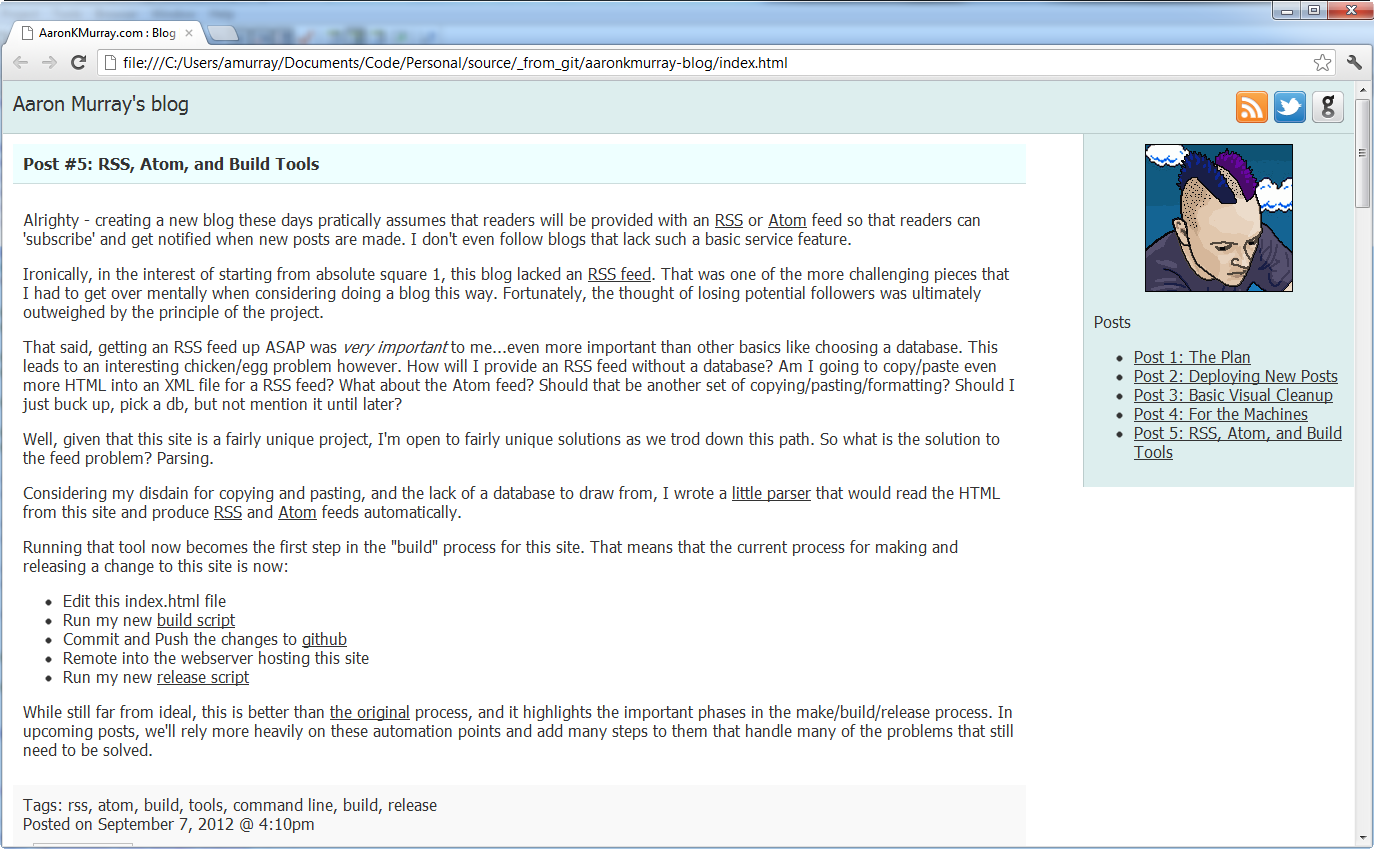 AaronKMurray.com : Blog
file:///C:/Users/amurray/Documents/Code/Personal/source/_from_git/aaronkmurray-blog/index.html
Aaron Murray's blog
g
Post #5: RSS, Atom, and Build Tools
Alrighty - creating a new blog these days pratically assumes that readers will be provided with an RSS or Atom feed so that readers can
'subscribe' and get notified when new posts are made. I don't even follow blogs that lack such a basic service feature.
Ironically, in the interest of starting from absolute square 1, this blog lacked an RSS feed. That was one of the more challenging pieces that
I had to get over mentally when considering doing a blog this way. Fortunately, the thought of losing potential followers was ultimately
outweighed by the principle of the project.
That said, getting an RSS feed up ASAP was very important to me...even more important than other basics like choosing a database. This
leads to an interesting chicken/egg problem however. How will I provide an RSS feed without a database? Am I going to copy/paste even
more HTML into an XML file for a RSS feed? What about the Atom feed? Should that be another set of copying/pasting/formatting? Should I
just buck up, pick a db, but not mention it until later?
Well, given that this site is a fairly unique project, I'm open to fairly unique solutions as we trod down this path. So what is the solution to
the feed problem? Parsing.
Considering my disdain for copying and pasting, and the lack of a database to draw from, I wrote a little parser that would read the HTML
from this site and produce RSS and Atom feeds automatically.
Running that tool now becomes the first step in the "build" process for this site. That means that the current process for making and
releasing a change to this site is now:
• Edit this index.html file
• Run my new build script
• Commit and Push the changes to github
• Remote into the webserver hosting this site
• Run my new release script
While still far from ideal, this is better than the original process, and it highlights the important phases in the make/build/release process. In
upcoming posts, we'll rely more heavily on these automation points and add many steps to them that handle many of the problems that still
need to be solved.
Tags: rss, atom, build, tools, command line, build, release
Posted on September 7, 2012 @ 4:10pm
Posts
• Post 1: The Plan
• Post 2: Deploying New Posts
• Post 3: Basic Visual Cleanup
• Post 4: For the Machines
• Post 5: RSS, Atom, and Build
Tools